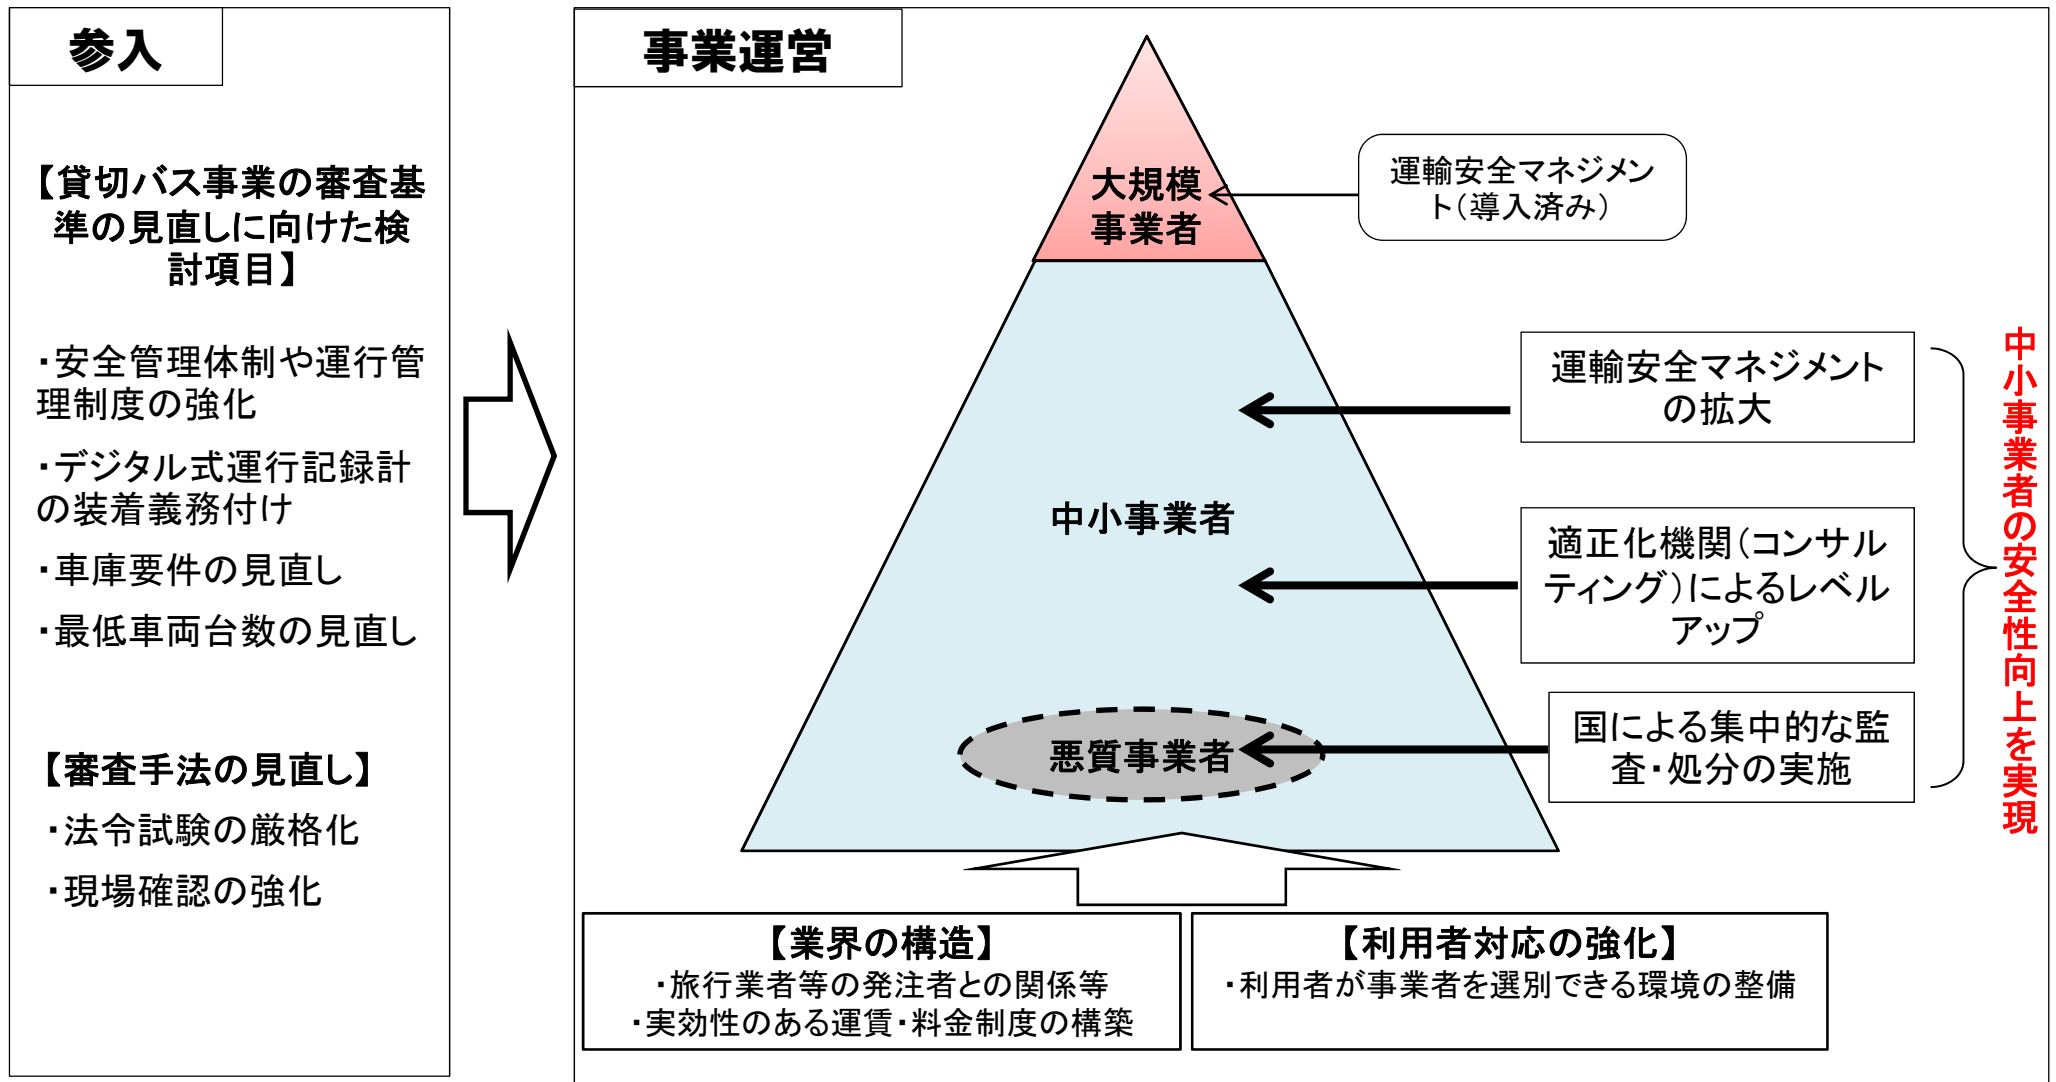 参入
【貸切バス事業の審査基
準の見直しに向けた検
討項目】
・安全管理体制や運行管
理制度の強化
・デジタル式運行記録計
の装着義務付け
・車庫要件の見直し
・最低車両台数の見直し
【審査手法の見直し】
・法令試験の厳格化
・現場確認の強化
事業運営
大規模
事業者
運輸安全マネジメン
ト(導入済み)
中小事業者
悪質事業者
運輸安全マネジメント
の拡大
適正化機関(コンサル
ティング)によるレベル
アップ
国による集中的な監
査・処分の実施
中小事業者の安全性向上を実現
【業界の構造】
・旅行業者等の発注者との関係等
・実効性のある運賃・料金制度の構築
【利用者対応の強化】
・利用者が事業者を選別できる環境の整備